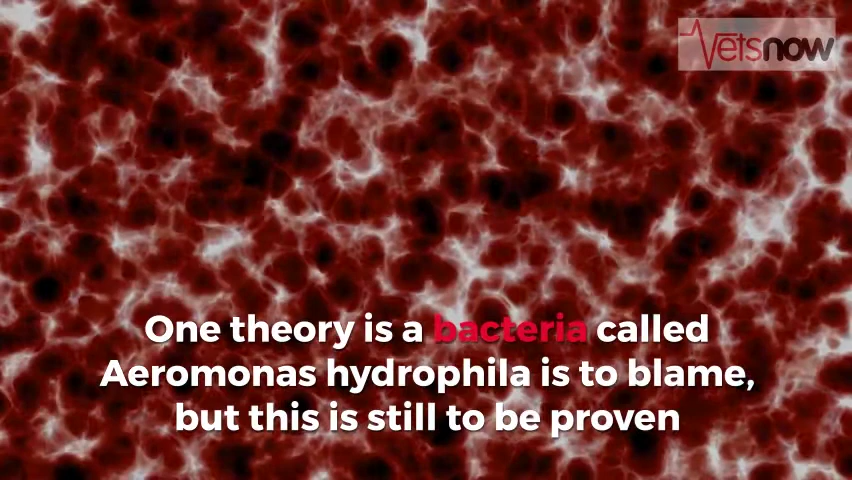 Vetsnow
One theory is a bacteria called
Aeromonas hydrophila is to blame,
but this is still to be proven